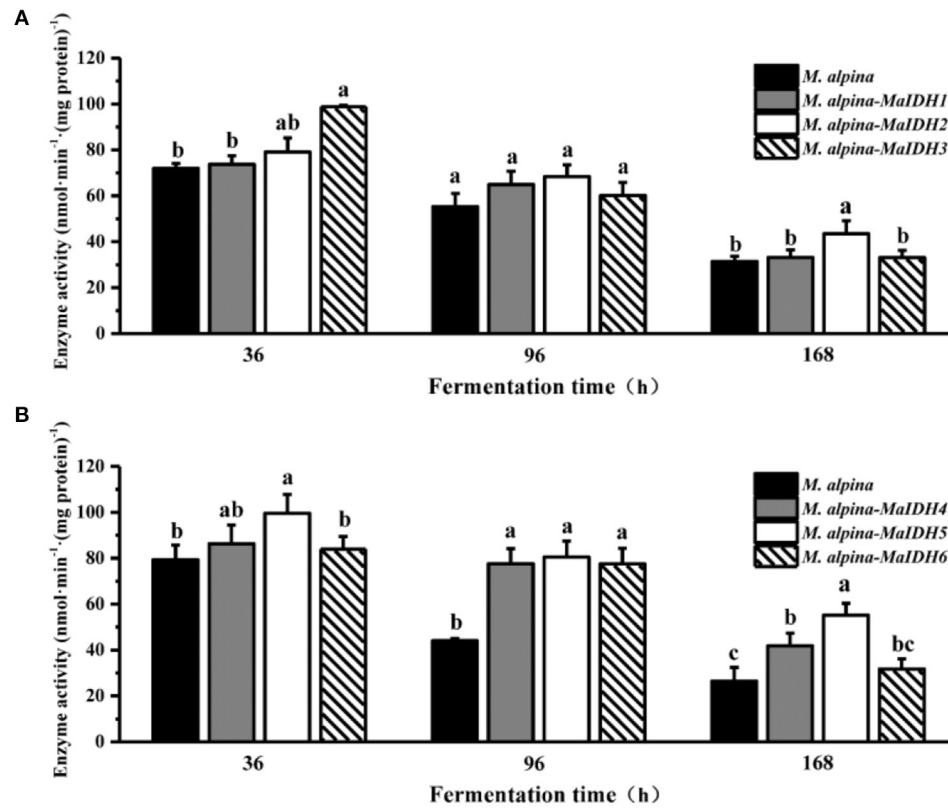 A
Enzyme activity (nmol·min⁻¹·(mg protein)⁻¹)
120
100
80
60
40
20
0
b
b
ab
a
a
a
a
a
b
b
a
b
M. alpina
M. alpina-MaIDH1
M. alpina-MaIDH2
M. alpina-MaIDH3
36
96
168
Fermentation time（h）
B
Enzyme activity (nmol·min⁻¹·(mg protein)⁻¹)
120
100
80
60
40
20
0
b
ab
a
b
b
a
a
a
c
b
a
bc
M. alpina
M. alpina-MaIDH4
M. alpina-MaIDH5
M. alpina-MaIDH6
36
96
168
Fermentation time（h）